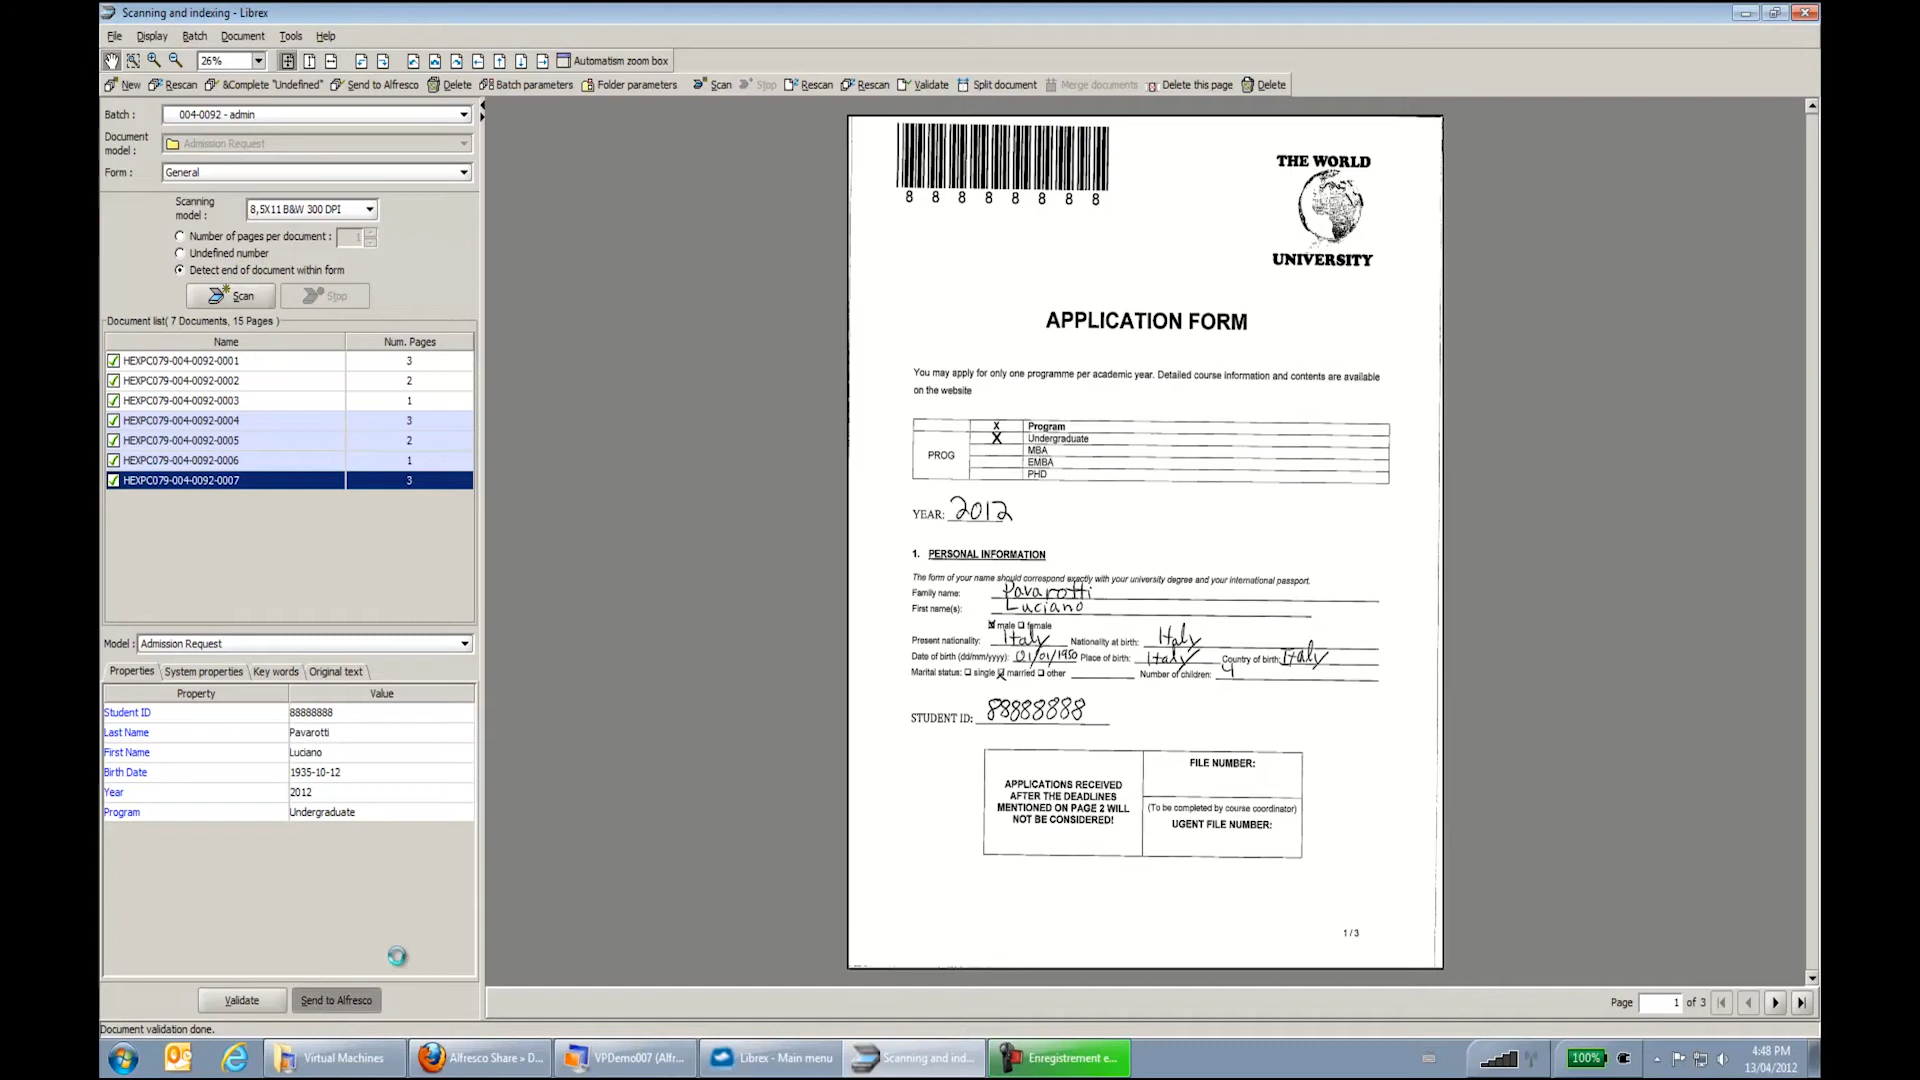 Scanning and indexing - Librex
File Display Batch Document Tools Help
26% Automatism zoom box
New Rescan &Complete "Undefined" Send to Alfresco Delete Batch parameters Folder parameters Scan Stop Rescan Rescan Validate Split document Merge documents Delete this page Delete
Batch : 004-0092 - admin
Document model : Admission Request
Form : General
Scanning model : 8,5X11 B&W 300 DPI
Number of pages per document : 1
Undefined number
Detect end of document within form
Scan Stop
Document list( 7 Documents, 15 Pages )
Name Num. Pages
HEXPC079-004-0092-0001 3
HEXPC079-004-0092-0002 2
HEXPC079-004-0092-0003 1
HEXPC079-004-0092-0004 3
HEXPC079-004-0092-0005 2
HEXPC079-004-0092-0006 1
HEXPC079-004-0092-0007 3
Model : Admission Request
Properties System properties Key words Original text
Property Value
Student ID 88888888
Last Name Pavarotti
First Name Luciano
Birth Date 1935-10-12
Year 2012
Program Undergraduate
Validate Send to Alfresco
Document validation done.
8 8 8 8 8 8 8 8
THE WORLD
UNIVERSITY
APPLICATION FORM
You may apply for only one programme per academic year. Detailed course information and contents are available
on the website
X Program
X Undergraduate
MBA
PROG
EMBA
PHD
YEAR: 2012
1. PERSONAL INFORMATION
The form of your name should correspond exactly with your university degree and your international passport.
Family name: Pavarotti
First name(s): Luciano
male female
Present nationality: Italy Nationality at birth: Italy
Date of birth (dd/mm/yyyy): 01/01/1950 Place of birth: Italy Country of birth: Italy
Marital status: single married other Number of children: 4
STUDENT ID: 88888888
APPLICATIONS RECEIVED
AFTER THE DEADLINES
MENTIONED ON PAGE 2 WILL
NOT BE CONSIDERED!
FILE NUMBER:
(To be completed by course coordinator)
UGENT FILE NUMBER:
1 / 3
Page 1 of 3
Virtual Machines Alfresco Share » D... VPDemo007 (Alfr... Librex - Main menu Scanning and ind... Enregistrement e... 100% 4:48 PM
13/04/2012